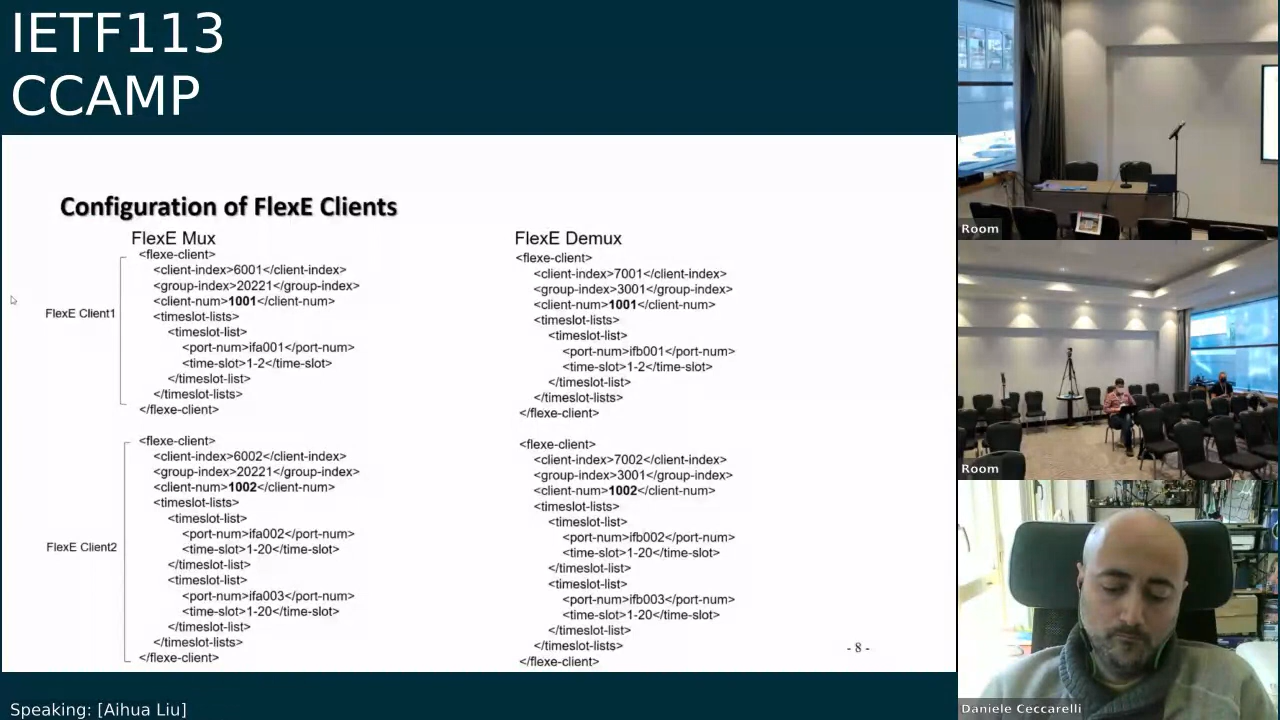 IETF113
CCAMP
Configuration of FlexE Clients
FlexE Mux
<flexe-client>
<client-index>6001</client-index>
<group-index>20221</group-index>
<client-num>1001</client-num>
FlexE Client1
<timeslot-lists>
<timeslot-list>
<port-num>ifa001</port-num>
<time-slot>1-2</time-slot>
</timeslot-list>
</timeslot-lists>
</flexe-client>
<flexe-client>
<client-index>6002</client-index>
<group-index>20221</group-index>
<client-num>1002</client-num>
<timeslot-lists>
<timeslot-list>
<port-num>ifa002</port-num>
FlexE Client2
<time-slot>1-20</time-slot>
</timeslot-list>
<timeslot-list>
<port-num>ifa003</port-num>
<time-slot>1-20</time-slot>
</timeslot-list>
</timeslot-lists>
</flexe-client>
FlexE Demux
<flexe-client>
<client-index>7001</client-index>
<group-index>3001</group-index>
<client-num>1001</client-num>
<timeslot-lists>
<timeslot-list>
<port-num>ifb001</port-num>
<time-slot>1-2</time-slot>
</timeslot-list>
</timeslot-lists>
</flexe-client>
<flexe-client>
<client-index>7002</client-index>
<group-index>3001</group-index>
<client-num>1002</client-num>
<timeslot-lists>
<timeslot-list>
<port-num>ifb002</port-num>
<time-slot>1-20</time-slot>
</timeslot-list>
<timeslot-list>
<port-num>ifb003</port-num>
<time-slot>1-20</time-slot>
</timeslot-list>
</timeslot-lists>
</flexe-client>
- 8 -
Speaking: [Aihua Liu]
Room
Room
Daniele Ceccarelli